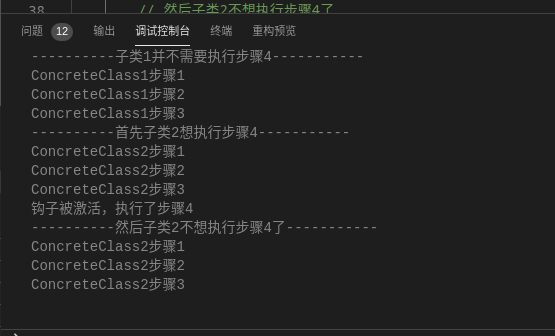 38 // 然后子类2不想执行步骤4了
问题 12 输出 调试控制台 终端 重构预览
----------子类1并不需要执行步骤4-----------
ConcreteClass1步骤1
ConcreteClass1步骤2
ConcreteClass1步骤3
----------首先子类2想执行步骤4-----------
ConcreteClass2步骤1
ConcreteClass2步骤2
ConcreteClass2步骤3
钩子被激活，执行了步骤4
----------然后子类2不想执行步骤4了-----------
ConcreteClass2步骤1
ConcreteClass2步骤2
ConcreteClass2步骤3